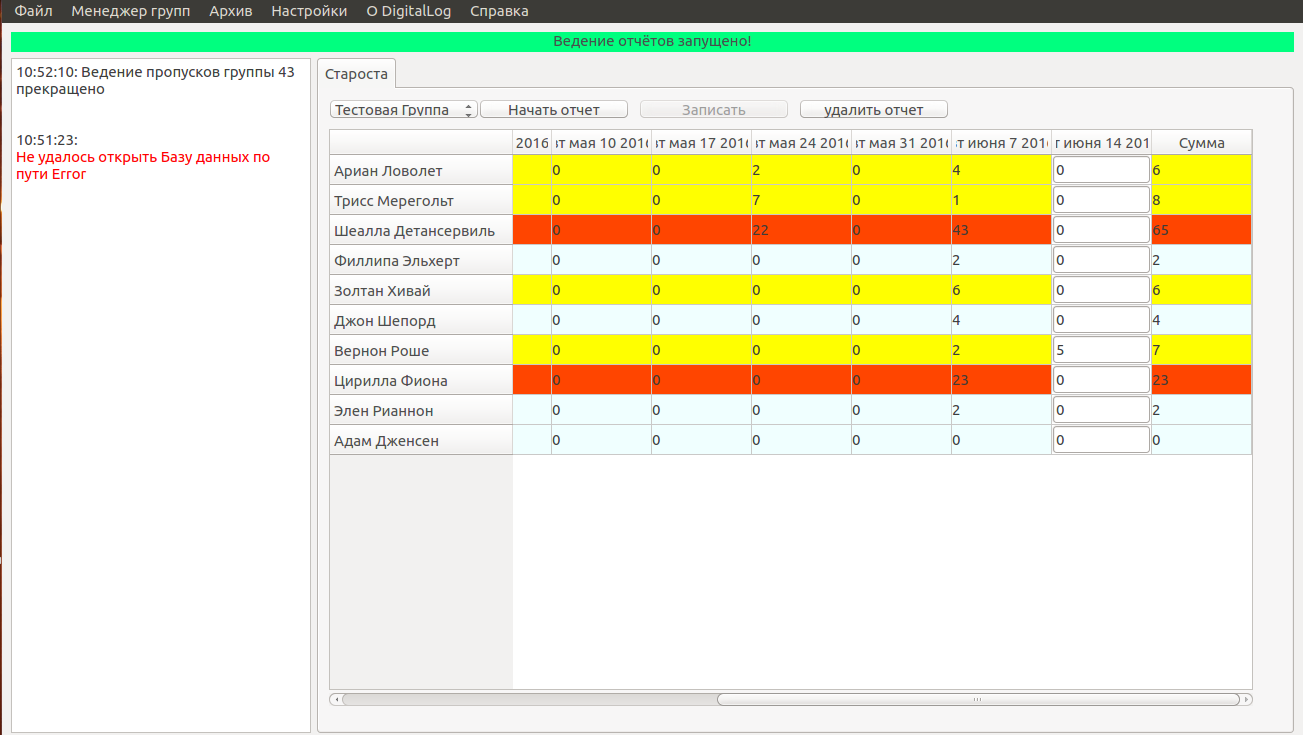 Файл Менеджер групп Архив Настройки О DigitalLog Справка
Ведение отчётов запущено!
10:52:10: Ведение пропусков группы 43
прекращено
10:51:23:
Не удалось открыть Базу данных по
пути Error
Староста
Тестовая Группа Начать отчет Записать удалить отчет
2016 вт мая 10 2016 вт мая 17 2016 вт мая 24 2016 вт мая 31 2016 вт июня 7 2016 т июня 14 201 Сумма
Ариан Ловолет 0 0 2 0 4 0 6
Трисс Мерегольт 0 0 7 0 1 0 8
Шеалла Детансервиль 0 0 22 0 43 0 65
Филлипа Эльхерт 0 0 0 0 2 0 2
Золтан Хивай 0 0 0 0 6 0 6
Джон Шепорд 0 0 0 0 4 0 4
Вернон Роше 0 0 0 0 2 5 7
Цирилла Фиона 0 0 0 0 23 0 23
Элен Рианнон 0 0 0 0 2 0 2
Адам Дженсен 0 0 0 0 0 0 0